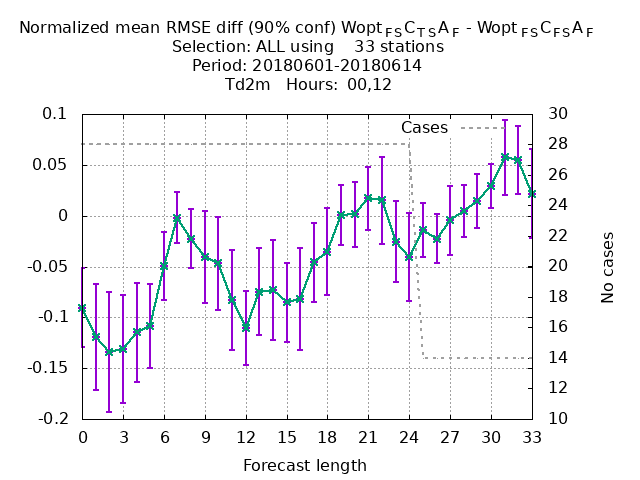 Normalized mean RMSE diff (90% conf) Wopt FS C T S A F - Wopt FS C FS A F
Selection: ALL using    33 stations
Period: 20180601-20180614
Td2m   Hours:  00,12
0.1 30
Cases
28
0.05 26
24
0 22
-0.05 20
18
-0.1 16
-0.15 14
12
-0.2 10
No cases
0 3 6 9 12 15 18 21 24 27 30 33
Forecast length